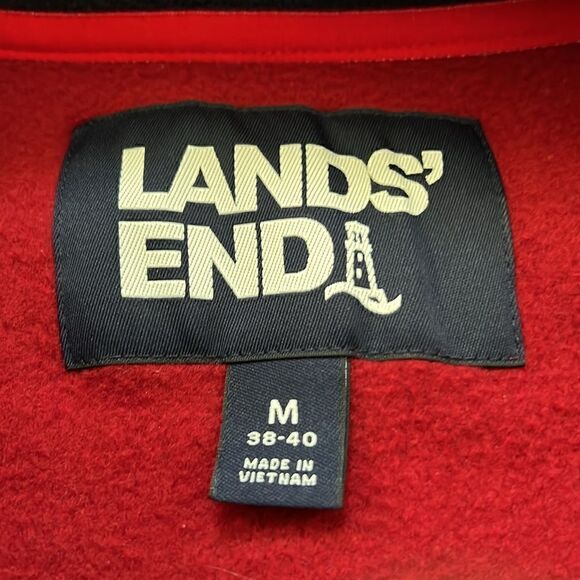 LANDS'
END
M
38-40
MADE IN
VIETNAM